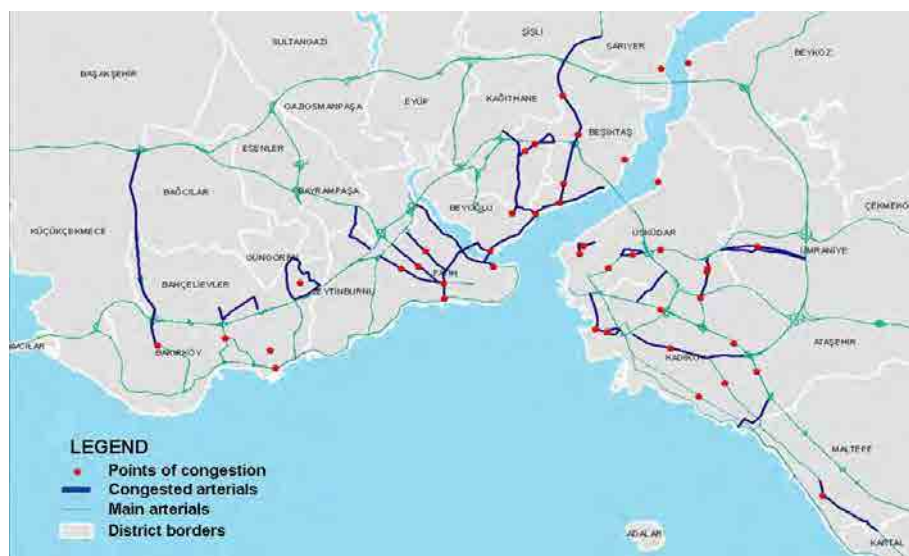 ŞİŞLİ
SARIYER
SULTANGAZİ
BEYKOZ
BAŞAKŞEHİR
EYÜP
KAĞITHANE
GAZİOSMANPAŞA
BEŞİKTAŞ
ESENLER
BAĞCILAR
BAYRAMPAŞA
BEYOĞLU
ÇEKMEKÖY
KÜÇÜKÇEKMECE
ÜSKÜDAR
ÜMRANİYE
GÜNGÖREN
FATİH
BAHÇELİEVLER
ZEYTİNBURNU
AVCILAR
BAKIRKÖY
KADIKÖY
ATAŞEHİR
MALTEPE
LEGEND
Points of congestion
Congested arterials
Main arterials
District borders
ADALAR
KARTAL